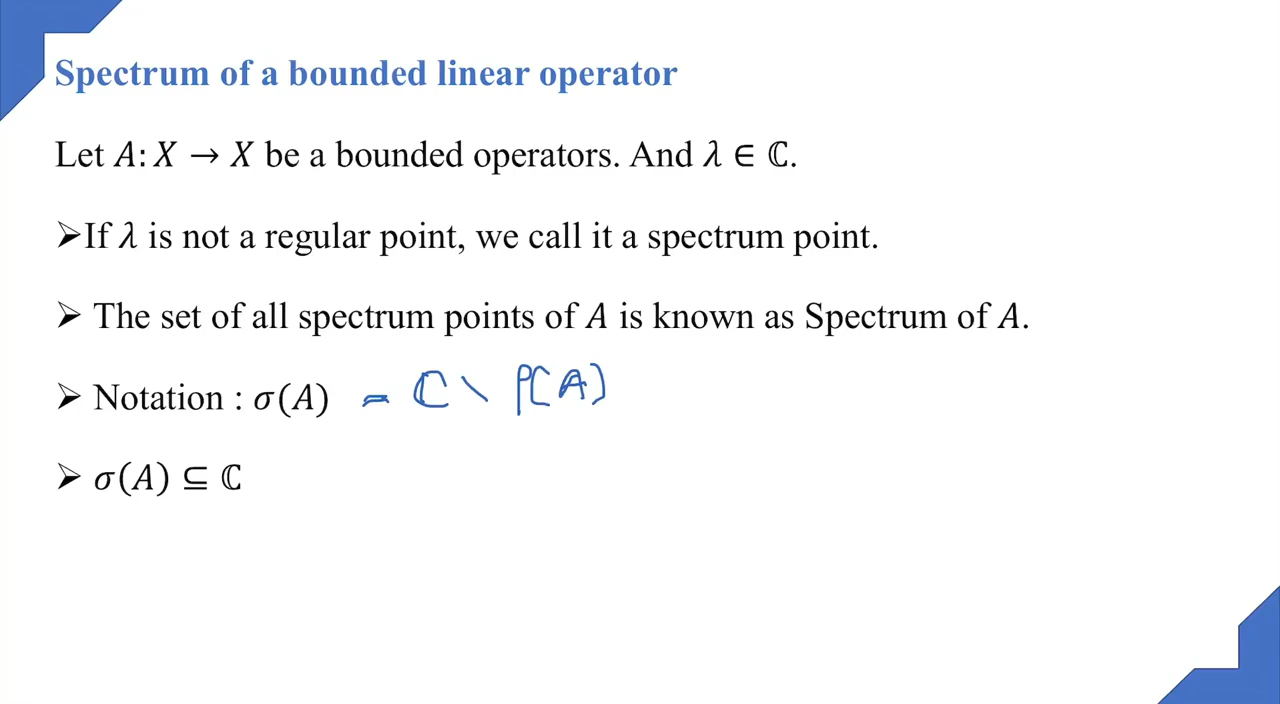 Spectrum of a bounded linear operator
Let 𝐴: 𝑋 → 𝑋 be a bounded operators. And 𝜆 ∈ ℂ.
➢If 𝜆 is not a regular point, we call it a spectrum point.
➢ The set of all spectrum points of 𝐴 is known as Spectrum of 𝐴.
➢ Notation : 𝜎(𝐴) = ℂ \ ρ(A)
➢ 𝜎(𝐴) ⊆ ℂ